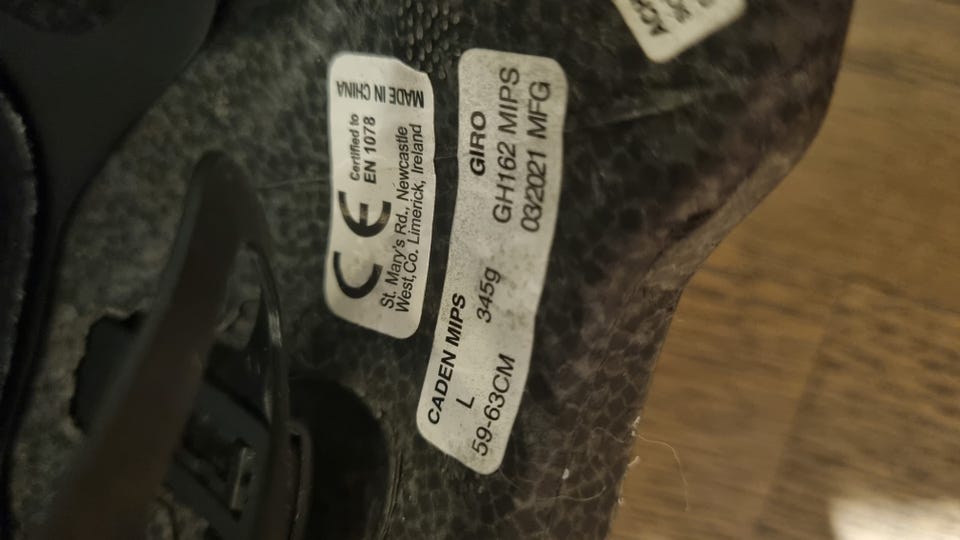 MADE IN CHINA
CE
Certified to
EN 1078
St. Mary's Rd., Newcastle
West, Co. Limerick, Ireland
GIRO
GH162 MIPS
03/2021 MFG
CADEN MIPS
L 345g
59-63CM